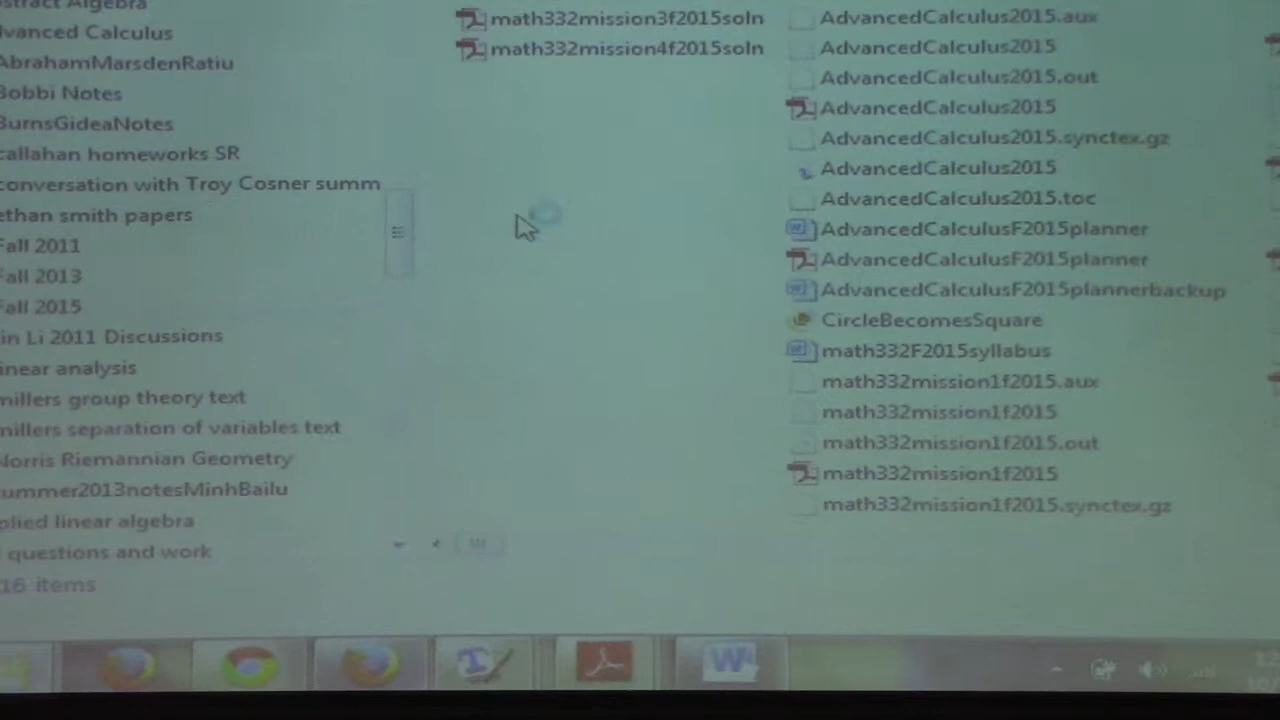 stract Algebra
dvanced Calculus
AbrahamMarsdenRatiu
Bobbi Notes
BurnsGideaNotes
callahan homeworks SR
conversation with Troy Cosner summ
ethan smith papers
Fall 2011
Fall 2013
Fall 2015
in Li 2011 Discussions
inear analysis
millers group theory text
millers separation of variables text
Norris Riemannian Geometry
summer2013notesMinhBailu
plied linear algebra
questions and work
16 items
math332mission3f2015soln
math332mission4f2015soln
AdvancedCalculus2015.aux
AdvancedCalculus2015
AdvancedCalculus2015.out
AdvancedCalculus2015
AdvancedCalculus2015.synctex.gz
AdvancedCalculus2015
AdvancedCalculus2015.toc
AdvancedCalculusF2015planner
AdvancedCalculusF2015planner
AdvancedCalculusF2015plannerbackup
CircleBecomesSquare
math332F2015syllabus
math332mission1f2015.aux
math332mission1f2015
math332mission1f2015.out
math332mission1f2015
math332mission1f2015.synctex.gz